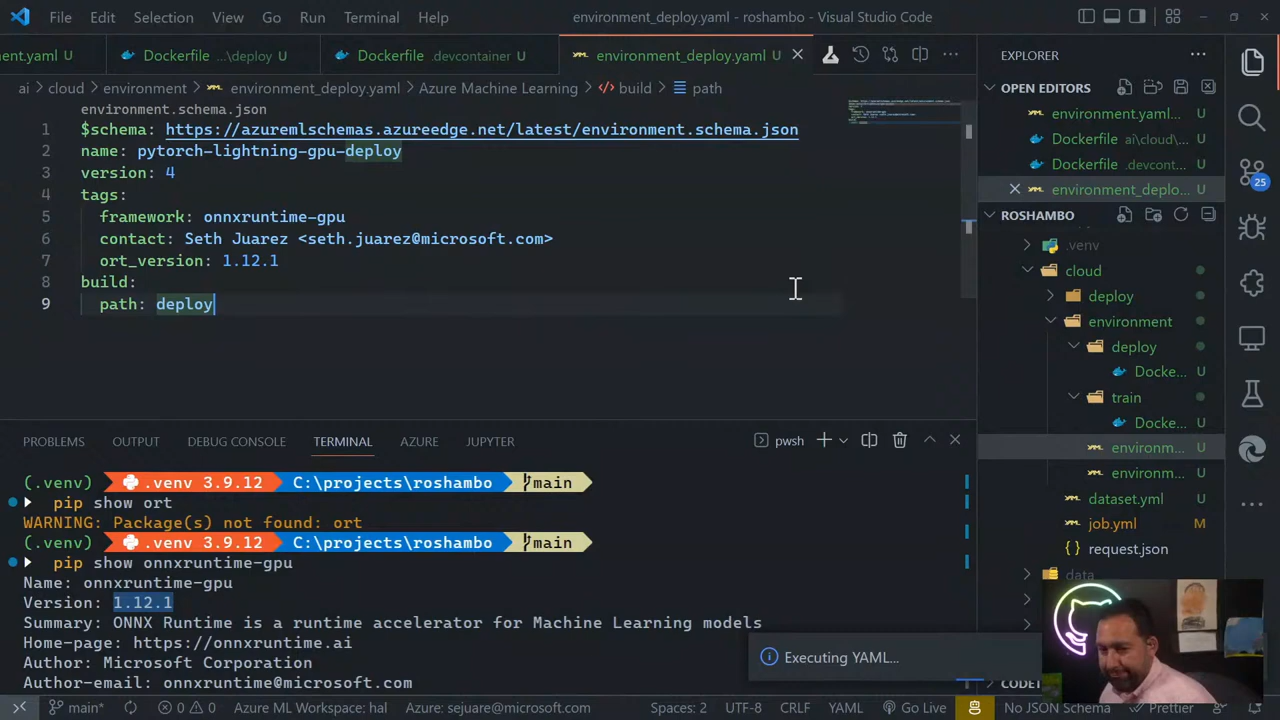 File Edit Selection View Go Run Terminal Help
environment_deploy.yaml - roshambo - Visual Studio Code
ment.yaml U
Dockerfile ...\deploy U
Dockerfile .devcontainer U
environment_deploy.yaml U
ai > cloud > environment > environment_deploy.yaml > Azure Machine Learning > build > path
environment.schema.json
1 $schema: https://azuremlschemas.azureedge.net/latest/environment.schema.json
2 name: pytorch-lightning-gpu-deploy
3 version: 4
4 tags:
5 framework: onnxruntime-gpu
6 contact: Seth Juarez <seth.juarez@microsoft.com>
7 ort_version: 1.12.1
8 build:
9 path: deploy
PROBLEMS OUTPUT DEBUG CONSOLE TERMINAL AZURE JUPYTER
pwsh
(.venv) .venv 3.9.12 C:\projects\roshambo main
pip show ort
WARNING: Package(s) not found: ort
(.venv) .venv 3.9.12 C:\projects\roshambo main
pip show onnxruntime-gpu
Name: onnxruntime-gpu
Version: 1.12.1
Summary: ONNX Runtime is a runtime accelerator for Machine Learning models
Home-page: https://onnxruntime.ai
Author: Microsoft Corporation
Author-email: onnxruntime@microsoft.com
Executing YAML...
EXPLORER
OPEN EDITORS
environment.yaml... U
Dockerfile ai\cloud\... U
Dockerfile .devcont... U
environment_deplo... U
ROSHAMBO
.venv
cloud
deploy
environment
deploy
Docke... U
train
Docke... U
environm... U
environm... U
dataset.yml U
job.yml M
request.json U
data
25
main* 0 0 Azure ML Workspace: hal Azure: sejuare@microsoft.com Spaces: 2 UTF-8 CRLF YAML Go Live No JSON Schema Prettier